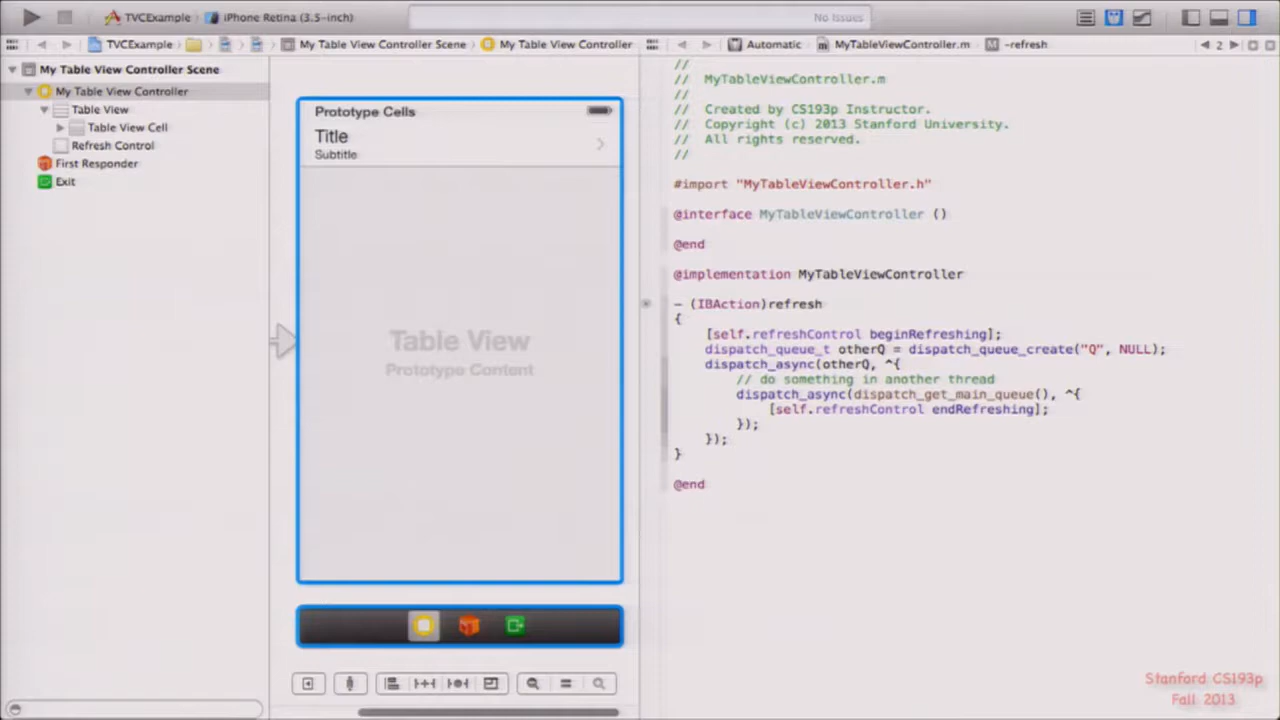 TVCExample
iPhone Retina (3.5-inch)
No Issues
TVCExample
My Table View Controller Scene
My Table View Controller
Automatic
MyTableViewController.m
M
-refresh
2
My Table View Controller Scene
My Table View Controller
Table View
Table View Cell
Refresh Control
First Responder
Exit
Prototype Cells
Title
Subtitle
Table View
Prototype Content
//
// MyTableViewController.m
//
// Created by CS193p Instructor.
// Copyright (c) 2013 Stanford University.
// All rights reserved.
//
#import "MyTableViewController.h"
@interface MyTableViewController ()
@end
@implementation MyTableViewController
- (IBAction)refresh
{
[self.refreshControl beginRefreshing];
dispatch_queue_t otherQ = dispatch_queue_create("Q", NULL);
dispatch_async(otherQ, ^{
// do something in another thread
dispatch_async(dispatch_get_main_queue(), ^{
[self.refreshControl endRefreshing];
});
});
}
@end
Stanford CS193p
Fall 2013